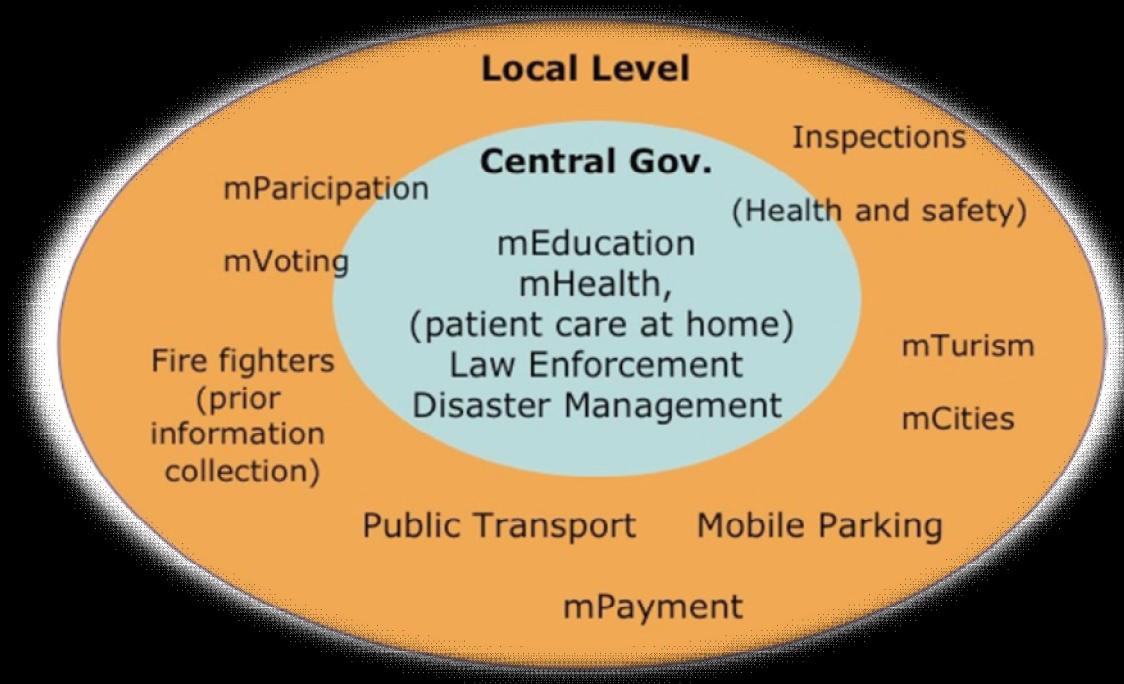 Local Level
Inspections
(Health and safety)
Central Gov.
mParicipation
mVoting
mEducation
mHealth,
(patient care at home)
Law Enforcement
Disaster Management
Fire fighters
(prior
information
collection)
mTurism
mCities
Public Transport
Mobile Parking
mPayment